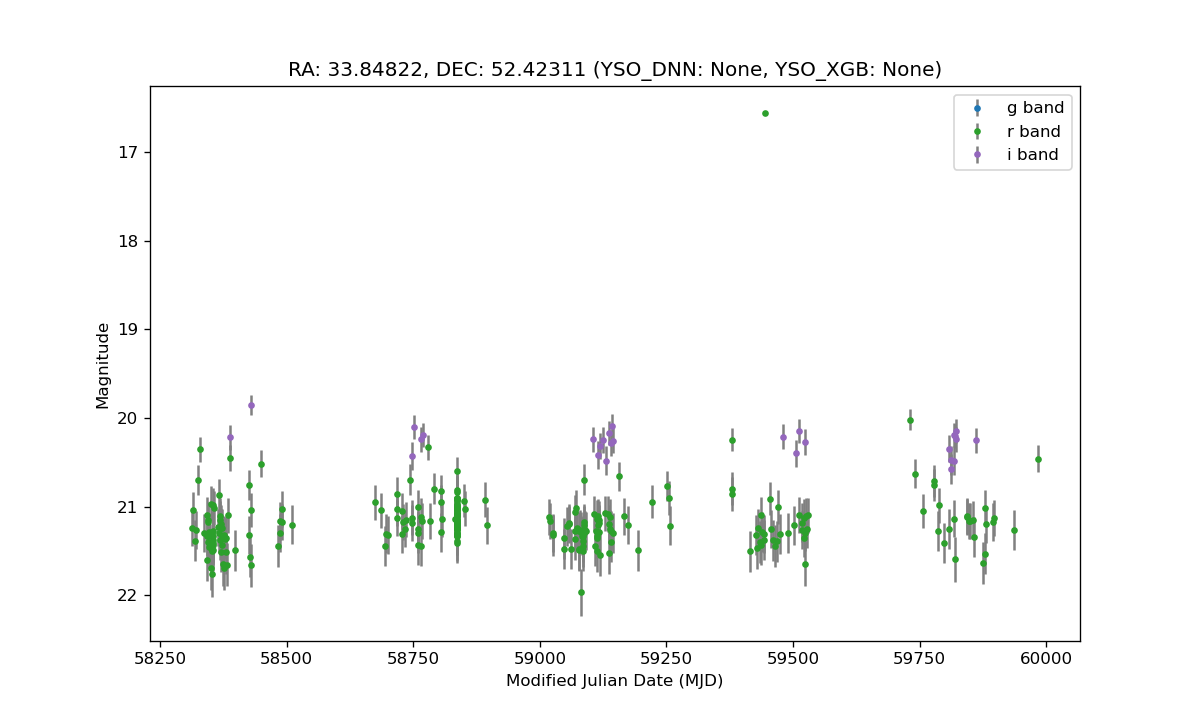 RA: 33.84822, DEC: 52.42311 (YSO_DNN: None, YSO_XGB: None)
g band
r band
i band
17
18
19
20
21
22
Magnitude
58250 58500 58750 59000 59250 59500 59750 60000
Modified Julian Date (MJD)